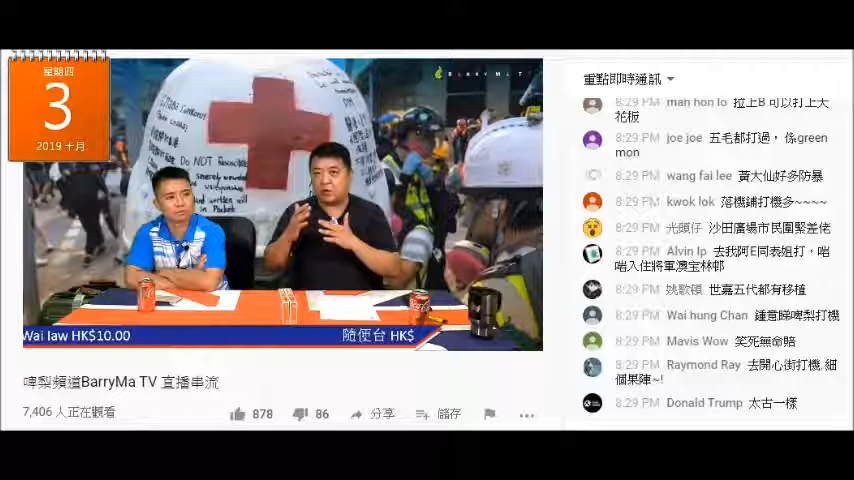 星期四
3
2019 十月
BARRYMATV
Do NOT
Wai law HK$10.00
隨便台 HK$
啤梨頻道BarryMa TV 直播串流
7,406 人正在觀看
878
86
分享
儲存
重點即時通訊
8:29 PM man hon lo 拉上B 可以打上天
花板
8:29 PM joe joe 五毛都打過， 係green
mon
8:29 PM wang fai lee 黃大仙好多防暴
8:29 PM kwok lok 落機鋪打機多~~~~
8:29 PM 光頭仔 沙田廣場市民圍緊差佬
8:29 PM Alvin Ip 去我阿E同表姐打，啱
啱入住將軍澳宝林邨
8:29 PM 姚歌頓 世嘉五代都有移植
8:29 PM Wai hung Chan 鍾意睇啤梨打機
8:29 PM Mavis Wow 笑死無命賠
8:29 PM Raymond Ray 去開心街打機,細
個果陣~!
8:29 PM Donald Trump 太古一樣